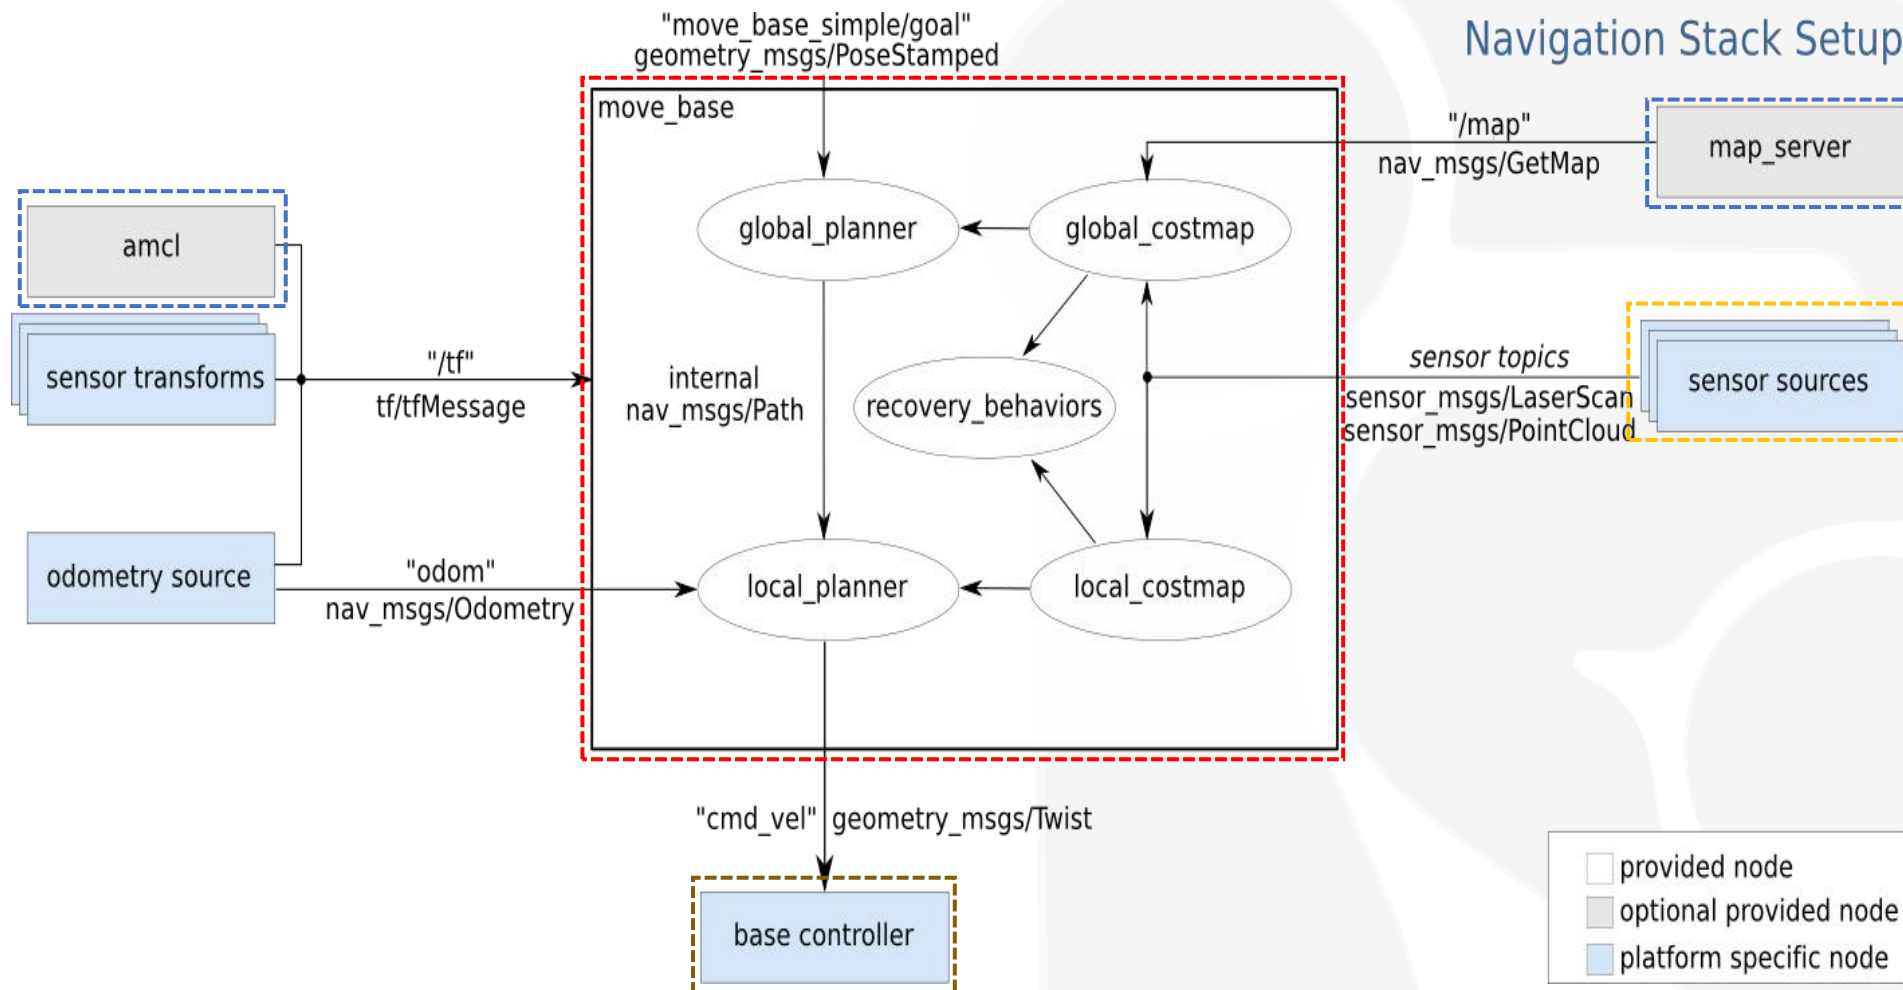 Navigation Stack Setup
"move_base_simple/goal"
geometry_msgs/PoseStamped
move_base
"/map"
nav_msgs/GetMap
map_server
amcl
global_planner
global_costmap
sensor transforms
"/tf"
tf/tfMessage
internal
nav_msgs/Path
recovery_behaviors
sensor topics
sensor_msgs/LaserScan
sensor_msgs/PointCloud
sensor sources
odometry source
"odom"
nav_msgs/Odometry
local_planner
local_costmap
"cmd_vel" geometry_msgs/Twist
base controller
provided node
optional provided node
platform specific node